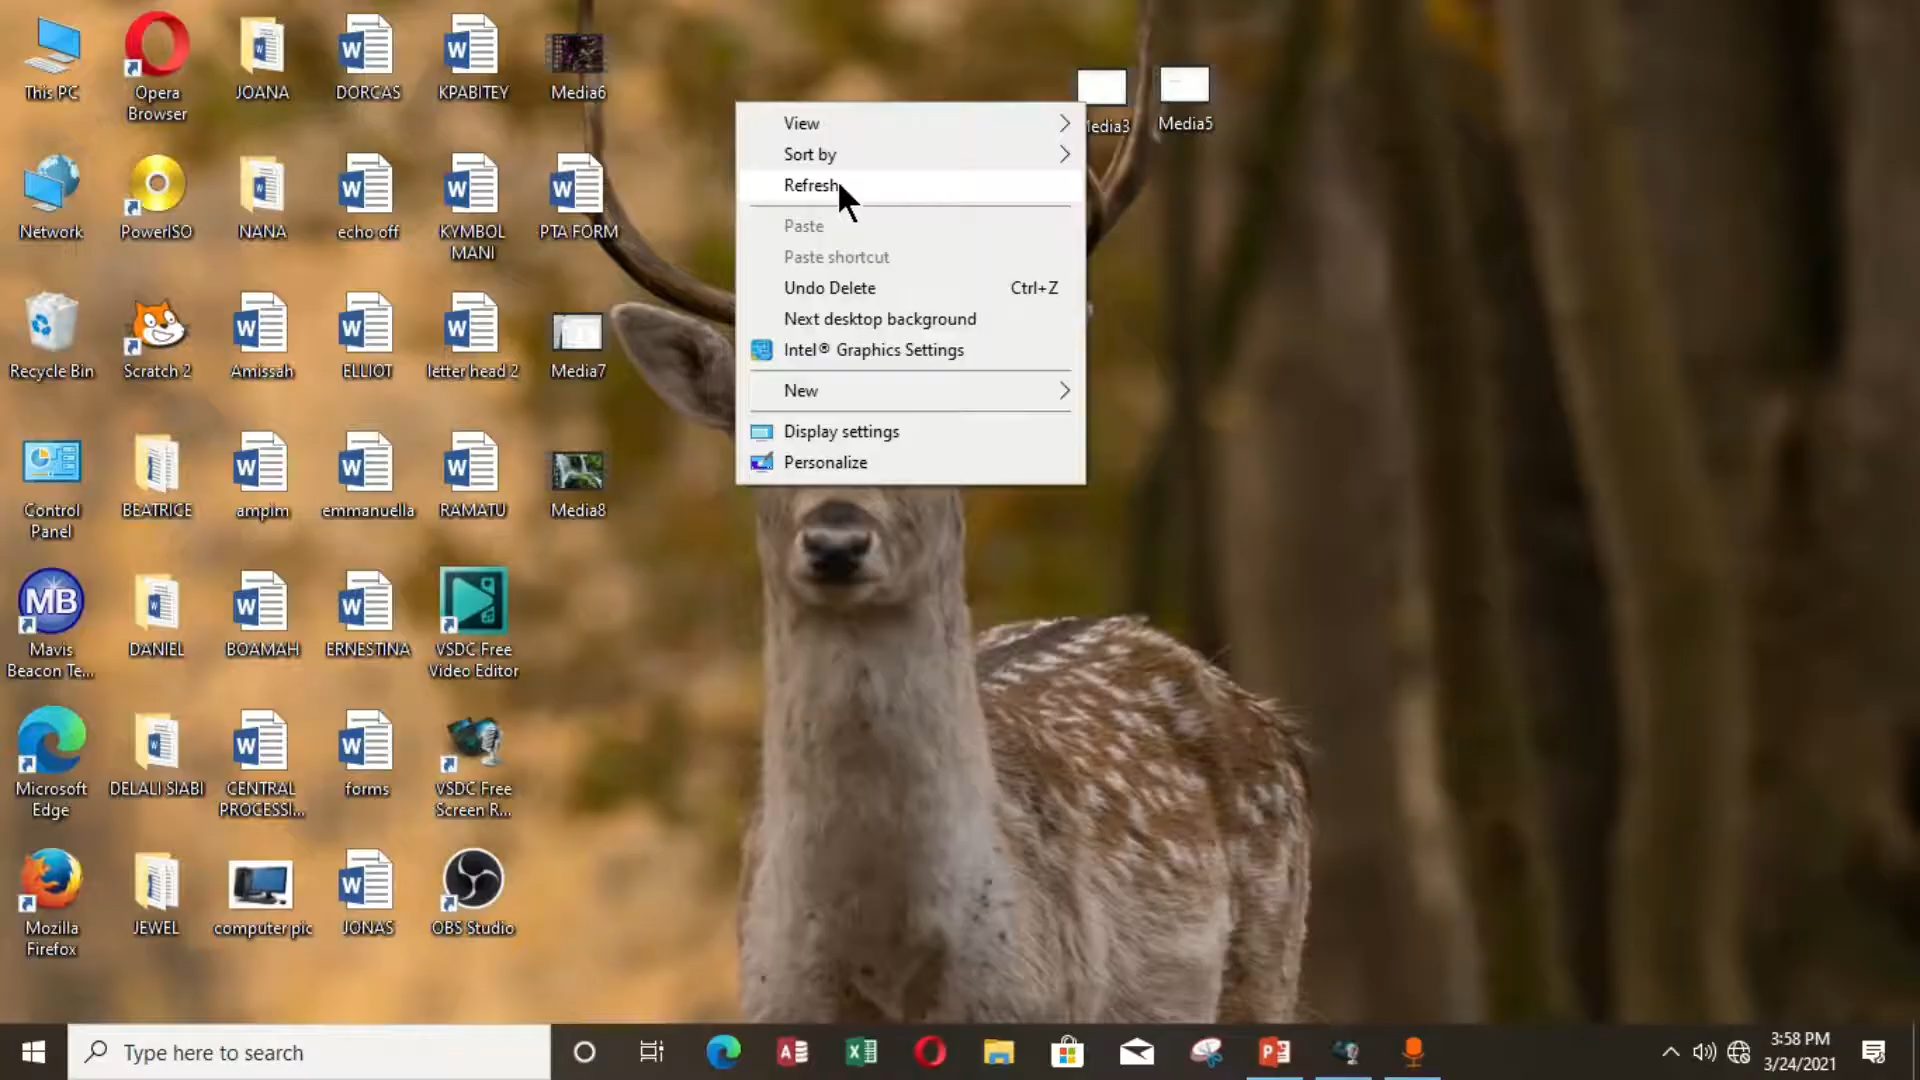 This PC
Opera
Browser
JOANA
DORCAS
KPABITEY
Media6
Network
PowerISO
NANA
echo off
KYMBOL
MANI
PTA FORM
Recycle Bin
Scratch 2
Amissah
ELLIOT
letter head 2
Media7
Control
Panel
BEATRICE
ampim
emmanuella
RAMATU
Media8
MB
Mavis
Beacon Te...
DANIEL
BOAMAH
ERNESTINA
VSDC Free
Video Editor
Microsoft
Edge
DELALI SIABI
CENTRAL
PROCESSI...
forms
VSDC Free
Screen R...
Mozilla
Firefox
JEWEL
computer pic
JONAS
OBS Studio
Media5
View
Sort by
Refresh
Paste
Paste shortcut
Undo Delete Ctrl+Z
Next desktop background
Intel® Graphics Settings
New
Display settings
Personalize
Type here to search
3:58 PM
3/24/2021